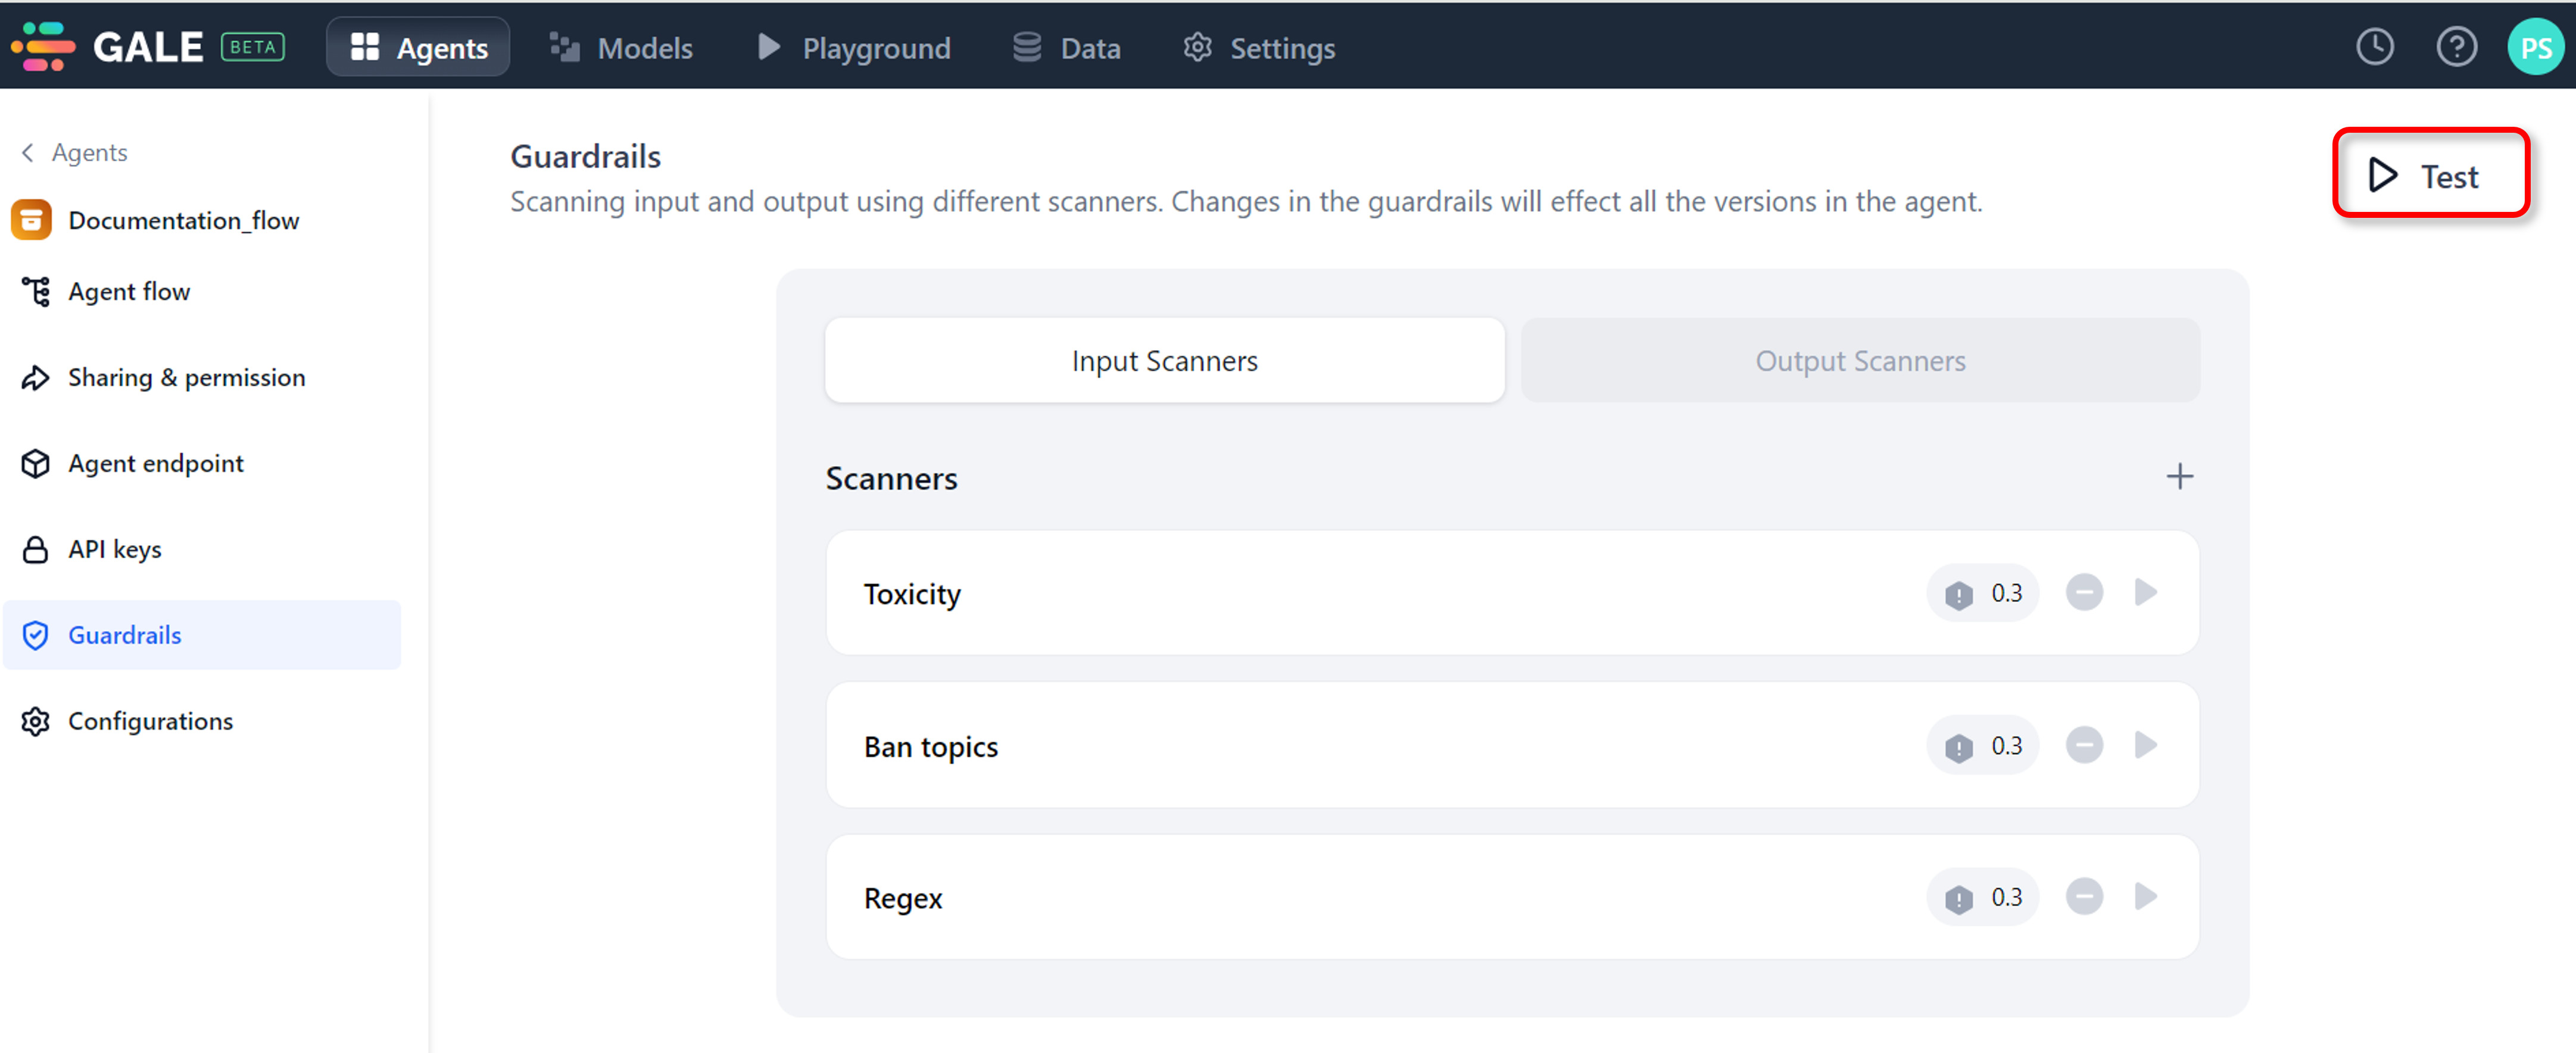 GALE BETA Agents Models Playground Data Settings PS
Agents
Documentation_flow
Agent flow
Sharing & permission
Agent endpoint
API keys
Guardrails
Configurations
Guardrails
Scanning input and output using different scanners. Changes in the guardrails will effect all the versions in the agent.
Test
Input Scanners Output Scanners
Scanners
Toxicity 0.3
Ban topics 0.3
Regex 0.3